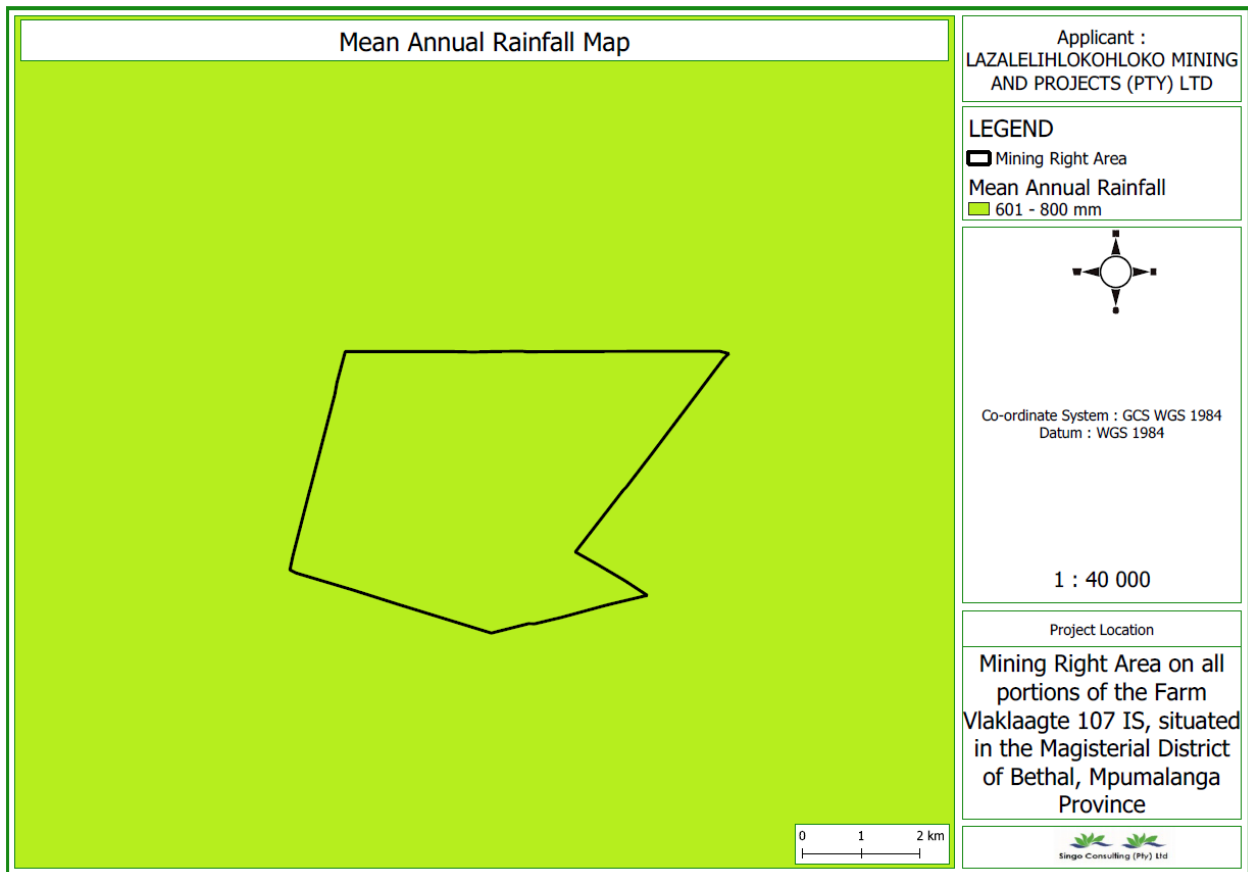 Mean Annual Rainfall Map
Applicant :
LAZALELIHLOKOHLOKO MINING
AND PROJECTS (PTY) LTD
LEGEND
Mining Right Area
Mean Annual Rainfall
601 - 800 mm
Co-ordinate System : GCS WGS 1984
Datum : WGS 1984
1 : 40 000
Project Location
Mining Right Area on all
portions of the Farm
Vlaklaagte 107 IS, situated
in the Magisterial District
of Bethal, Mpumalanga
Province
0 1 2 km
Singo Consulting (Pty) Ltd